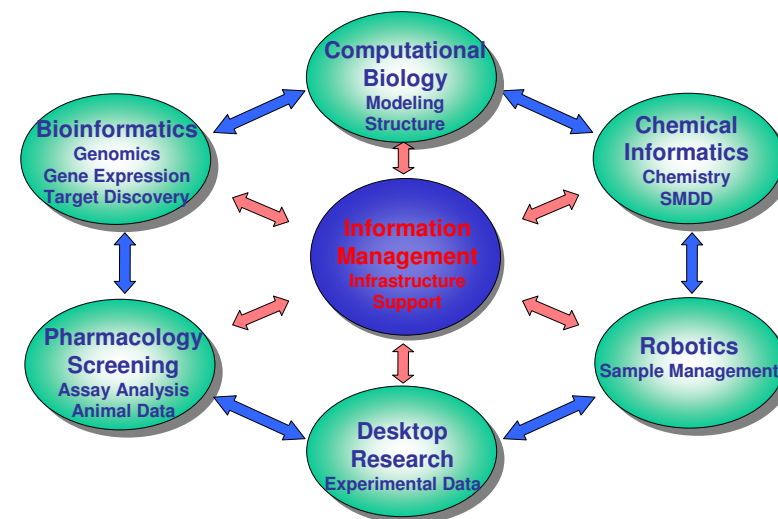 Computational
Biology
Modeling
Structure
Bioinformatics
Genomics
Gene Expression
Target Discovery
Chemical
Informatics
Chemistry
SMDD
Information
Management
Infrastructure
Support
Pharmacology
Screening
Assay Analysis
Animal Data
Robotics
Sample Management
Desktop
Research
Experimental Data